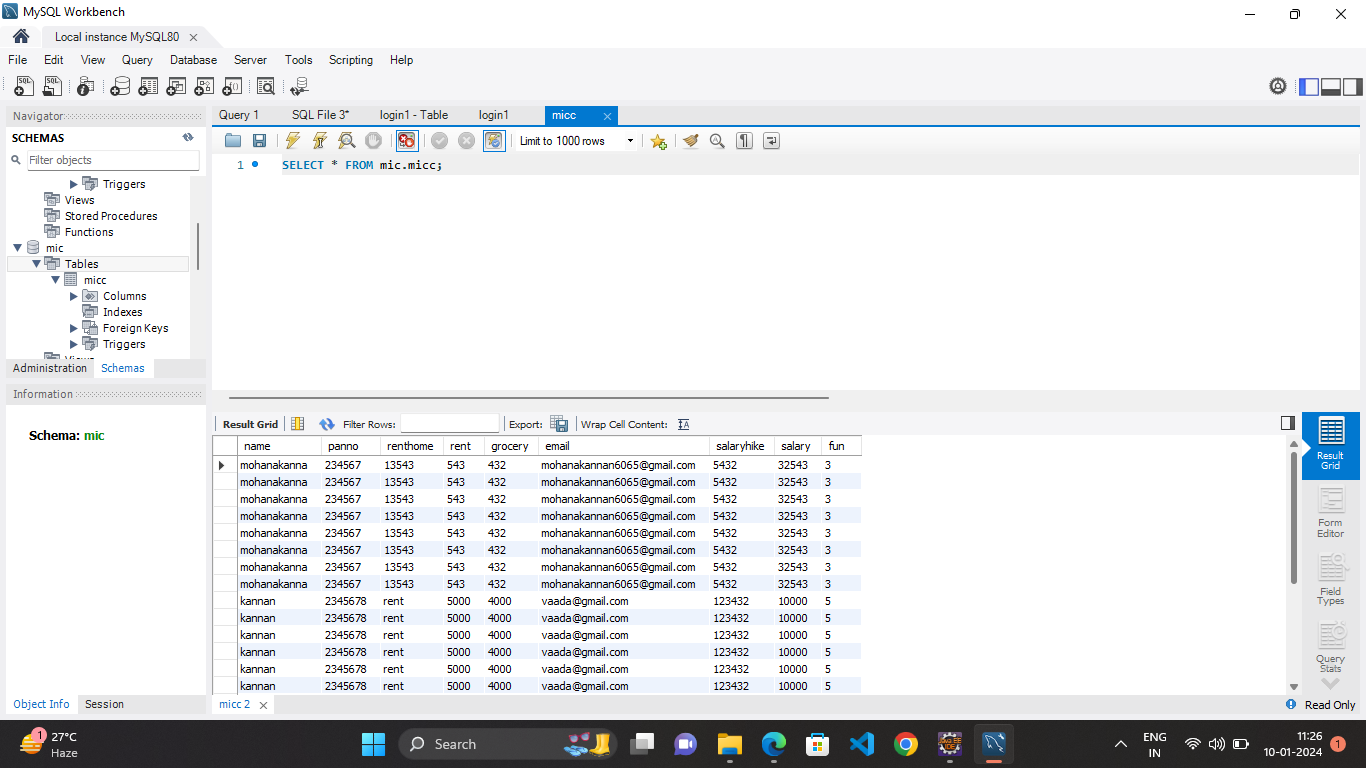 MySQL Workbench
Local instance MySQL80
File Edit View Query Database Server Tools Scripting Help
Navigator
SCHEMAS
Filter objects
Triggers
Views
Stored Procedures
Functions
mic
Tables
micc
Columns
Indexes
Foreign Keys
Triggers
Views
Administration Schemas
Information
Schema: mic
Object Info Session
Query 1 SQL File 3* login1 - Table login1 micc
Limit to 1000 rows
1 SELECT * FROM mic.micc;
Result Grid Filter Rows: Export: Wrap Cell Content:
name panno renthome rent grocery email salaryhike salary fun
mohanakanna 234567 13543 543 432 mohanakannan6065@gmail.com 5432 32543 3
mohanakanna 234567 13543 543 432 mohanakannan6065@gmail.com 5432 32543 3
mohanakanna 234567 13543 543 432 mohanakannan6065@gmail.com 5432 32543 3
mohanakanna 234567 13543 543 432 mohanakannan6065@gmail.com 5432 32543 3
mohanakanna 234567 13543 543 432 mohanakannan6065@gmail.com 5432 32543 3
mohanakanna 234567 13543 543 432 mohanakannan6065@gmail.com 5432 32543 3
mohanakanna 234567 13543 543 432 mohanakannan6065@gmail.com 5432 32543 3
mohanakanna 234567 13543 543 432 mohanakannan6065@gmail.com 5432 32543 3
kannan 2345678 rent 5000 4000 vaada@gmail.com 123432 10000 5
kannan 2345678 rent 5000 4000 vaada@gmail.com 123432 10000 5
kannan 2345678 rent 5000 4000 vaada@gmail.com 123432 10000 5
kannan 2345678 rent 5000 4000 vaada@gmail.com 123432 10000 5
kannan 2345678 rent 5000 4000 vaada@gmail.com 123432 10000 5
kannan 2345678 rent 5000 4000 vaada@gmail.com 123432 10000 5
Result
Grid
Form
Editor
Field
Types
Query
Stats
micc 2
Read Only
1
27°C
Haze
Search
Java EE
IDE
ENG
IN
11:26
10-01-2024
1